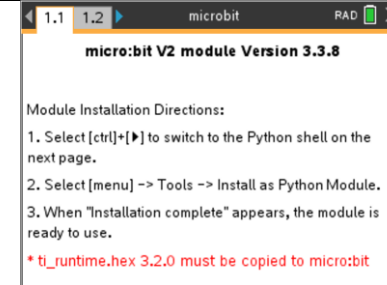 1.1 1.2 microbit RAD
micro:bit V2 module Version 3.3.8
Module Installation Directions:
1. Select [ctrl]+[▶] to switch to the Python shell on the
next page.
2. Select [menu] -> Tools -> Install as Python Module.
3. When "Installation complete" appears, the module is
ready to use.
* ti_runtime.hex 3.2.0 must be copied to micro:bit